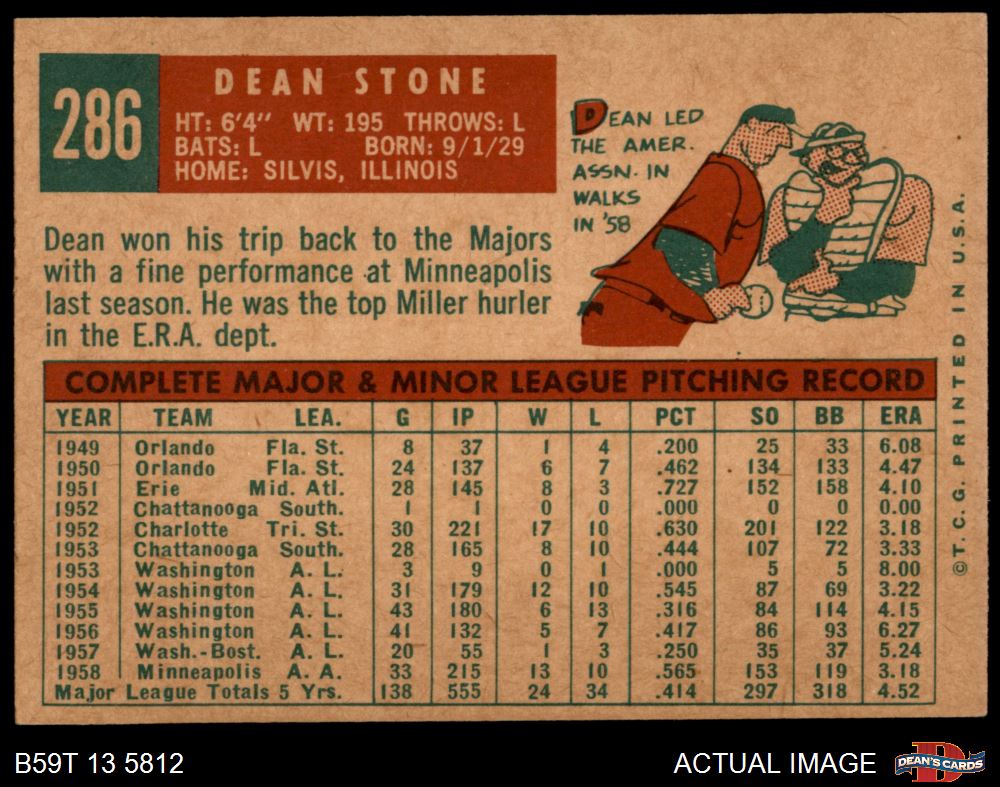 286
DEAN STONE
HT: 6'4" WT: 195 THROWS: L
BATS: L BORN: 9/1/29
HOME: SILVIS, ILLINOIS
DEAN LED
THE AMER.
ASSN. IN
WALKS
IN '58
Dean won his trip back to the Majors
with a fine performance at Minneapolis
last season. He was the top Miller hurler
in the E.R.A. dept.
COMPLETE MAJOR & MINOR LEAGUE PITCHING RECORD
YEAR TEAM LEA. G IP W L PCT SO BB ERA
1949 Orlando Fla. St. 8 37 1 4 .200 25 33 6.08
1950 Orlando Fla. St. 24 137 6 7 .462 134 133 4.47
1951 Erie Mid. Atl. 28 145 8 3 .727 152 158 4.10
1952 Chattanooga South. 1 1 0 0 .000 0 0 0.00
1952 Charlotte Tri. St. 30 221 17 10 .630 201 122 3.18
1953 Chattanooga South. 28 165 8 10 .444 107 72 3.33
1953 Washington A. L. 3 9 0 1 .000 5 5 8.00
1954 Washington A. L. 31 179 12 10 .545 87 69 3.22
1955 Washington A. L. 43 180 6 13 .316 84 114 4.15
1956 Washington A. L. 41 132 5 7 .417 86 93 6.27
1957 Wash.-Bost. A. L. 20 55 1 3 .250 35 37 5.24
1958 Minneapolis A. A. 33 215 13 10 .565 153 119 3.18
Major League Totals 5 Yrs. 138 555 24 34 .414 297 318 4.52
© T. C. G. PRINTED IN U.S.A.
B59T 13 5812
ACTUAL IMAGE
D
DEAN'S CARDS